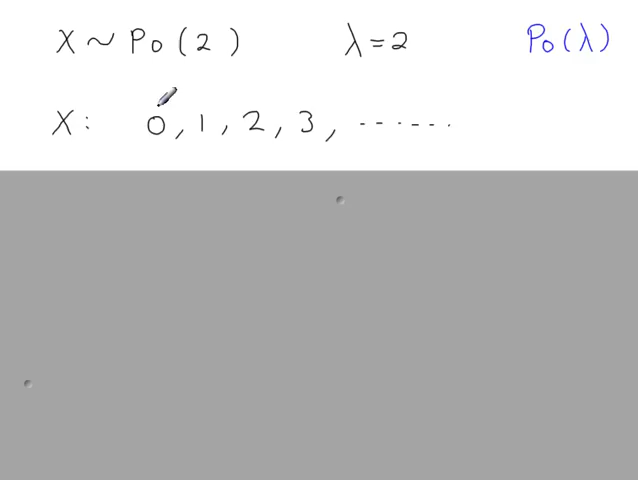 X ~ Po(2) λ=2 Po(λ)
X: 0, 1, 2, 3, -------